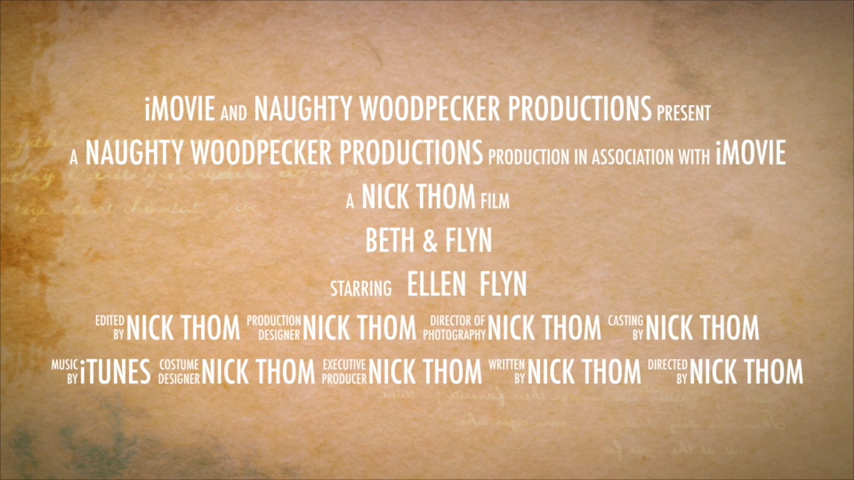 iMOVIE AND NAUGHTY WOODPECKER PRODUCTIONS PRESENT
A NAUGHTY WOODPECKER PRODUCTIONS PRODUCTION IN ASSOCIATION WITH iMOVIE
A NICK THOM FILM
BETH & FLYN
STARRING ELLEN FLYN
EDITED BY NICK THOM PRODUCTION DESIGNER NICK THOM DIRECTOR OF PHOTOGRAPHY NICK THOM CASTING BY NICK THOM
MUSIC BY iTUNES COSTUME DESIGNER NICK THOM EXECUTIVE PRODUCER NICK THOM WRITTEN BY NICK THOM DIRECTED BY NICK THOM